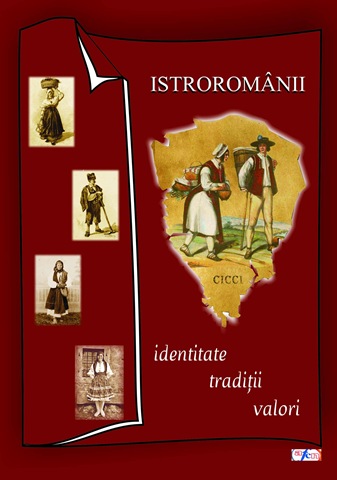 ISTROROMÂNII
CICCI
identitate
tradiții
valori